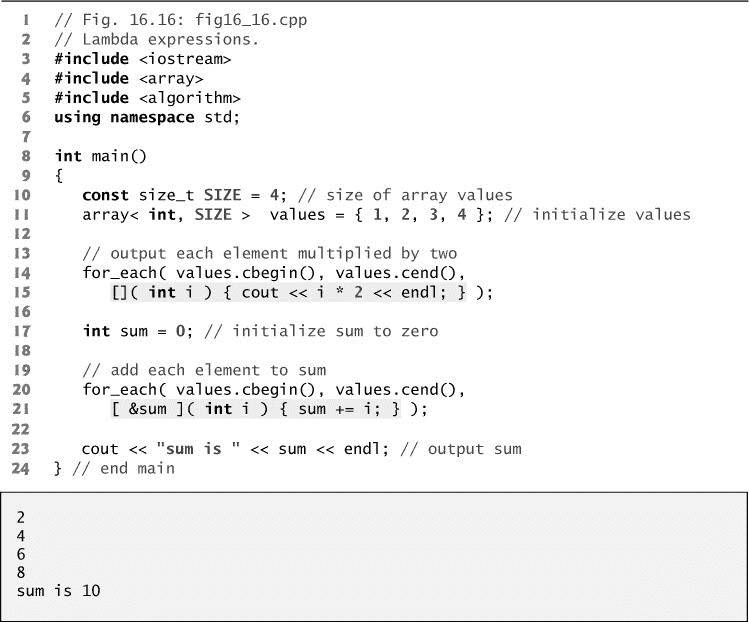 1 // Fig. 16.16: fig16_16.cpp
2 // Lambda expressions.
3 #include <iostream>
4 #include <array>
5 #include <algorithm>
6 using namespace std;
7
8 int main()
9 {
10 const size_t SIZE = 4; // size of array values
11 array< int, SIZE > values = { 1, 2, 3, 4 }; // initialize values
12
13 // output each element multiplied by two
14 for_each( values.cbegin(), values.cend(),
15 []( int i ) { cout << i * 2 << endl; } );
16
17 int sum = 0; // initialize sum to zero
18
19 // add each element to sum
20 for_each( values.cbegin(), values.cend(),
21 [ &sum ]( int i ) { sum += i; } );
22
23 cout << "sum is " << sum << endl; // output sum
24 } // end main
2
4
6
8
sum is 10